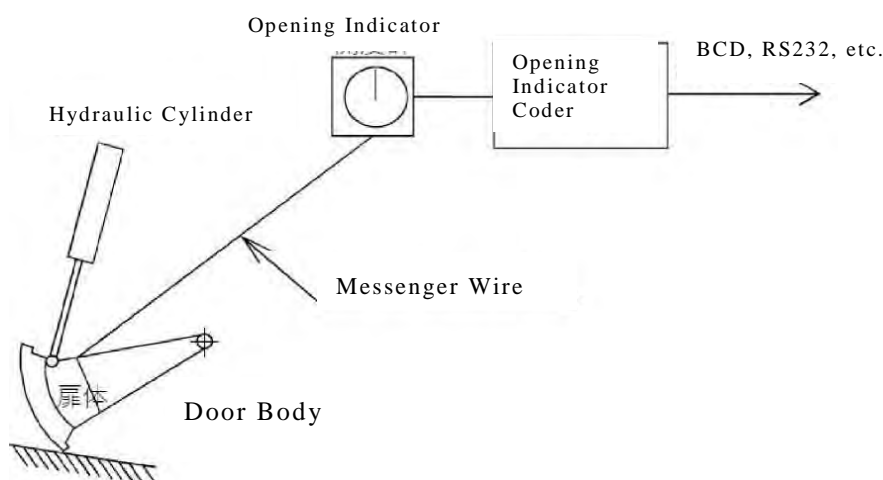 Opening Indicator
BCD, RS232, etc.
Opening
Indicator
Coder
Hydraulic Cylinder
Messenger Wire
扉体
Door Body